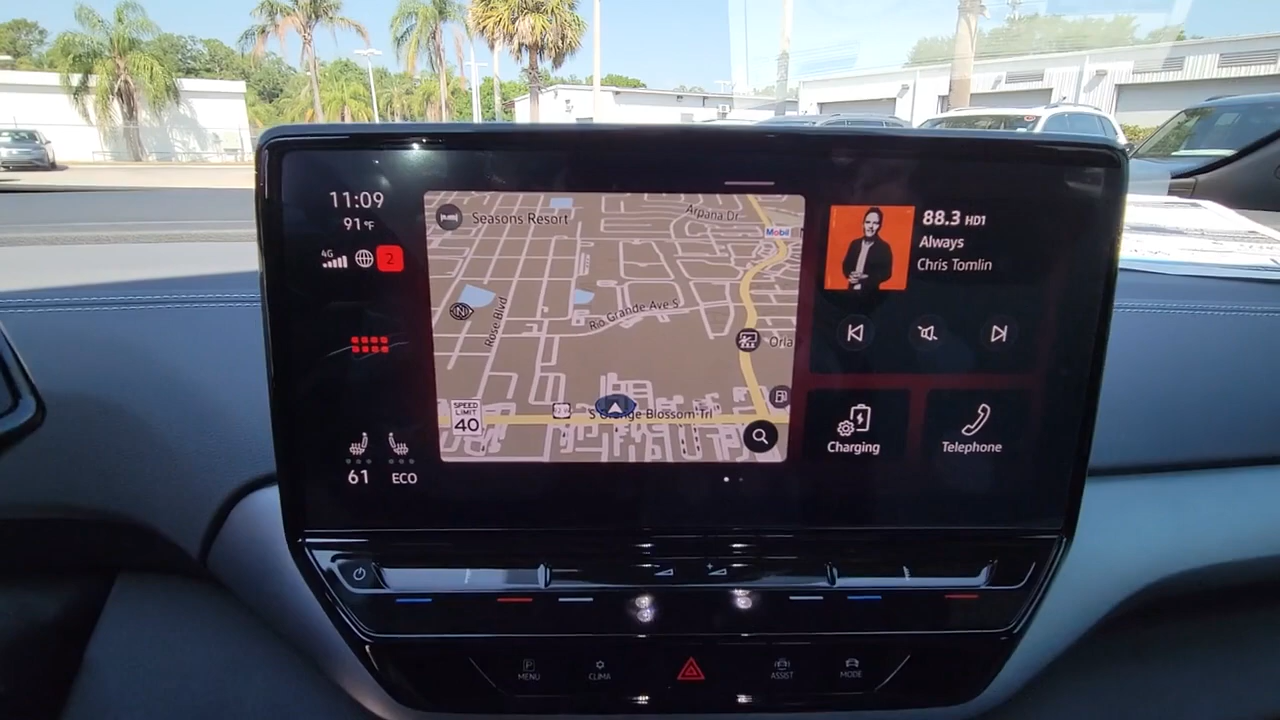 11:09
91°F
4G
2
61 ECO
Seasons Resort
Arpana Dr
Mobil
N
Rose Blvd
Rio Grande Ave S
Orla
SPEED
LIMIT
40
S Orange Blossom Trl
88.3 HD1
Always
Chris Tomlin
Charging
Telephone
P
MENU
CLIMA
ASSIST
MODE